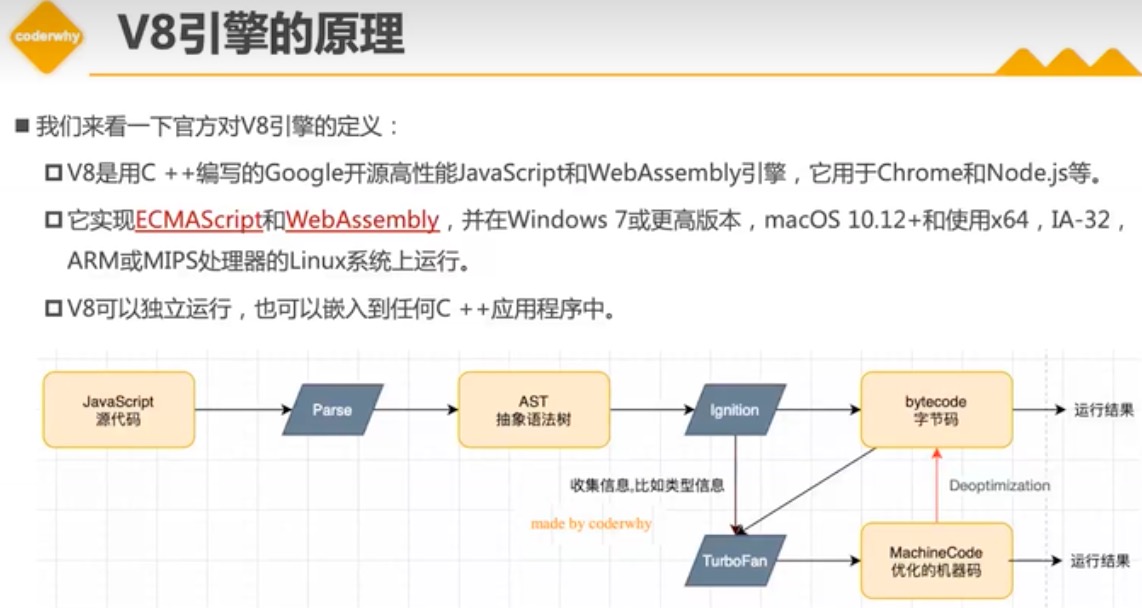 coderwhy
V8引擎的原理
我们来看一下官方对V8引擎的定义：
V8是用C ++编写的Google开源高性能JavaScript和WebAssembly引擎，它用于Chrome和Node.js等。
它实现ECMAScript和WebAssembly，并在Windows 7或更高版本，macOS 10.12+和使用x64，IA-32，
ARM或MIPS处理器的Linux系统上运行。
V8可以独立运行，也可以嵌入到任何C ++应用程序中。
JavaScript
源代码
Parse
AST
抽象语法树
Ignition
bytecode
字节码
运行结果
收集信息,比如类型信息
Deoptimization
made by coderwhy
TurboFan
MachineCode
优化的机器码
运行结果